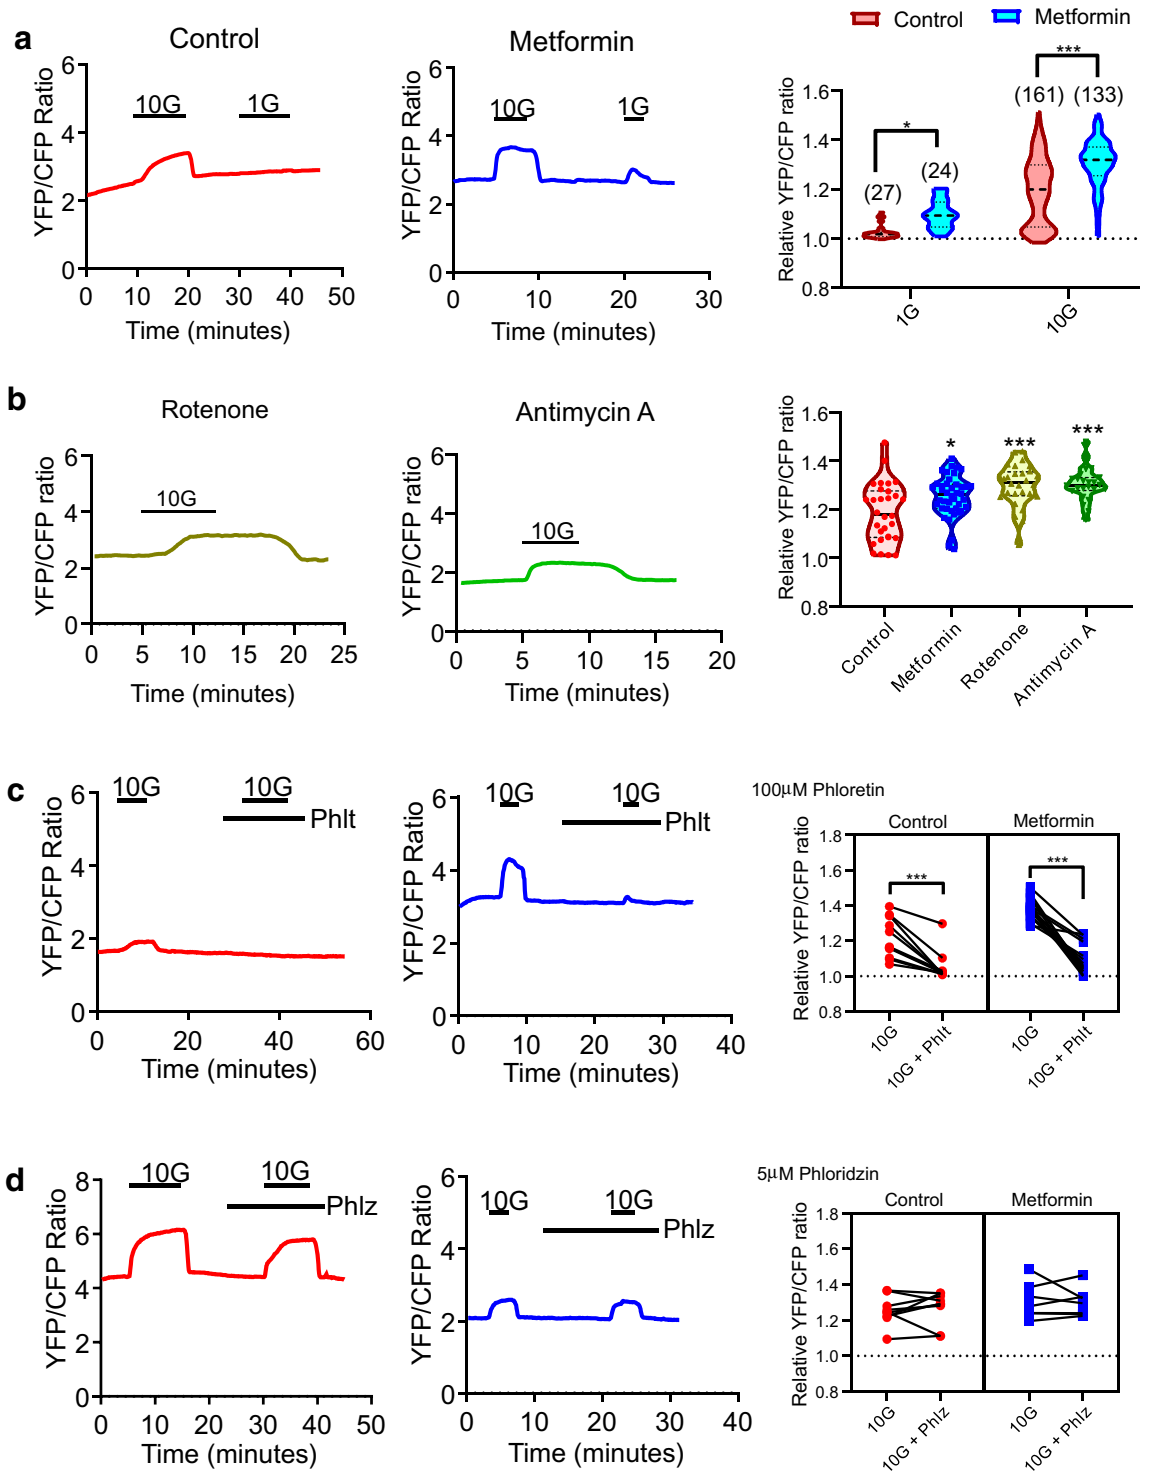 a
Control
YFP/CFP Ratio
6
4
2
0
10G
1G
0 10 20 30 40 50
Time (minutes)
Metformin
YFP/CFP Ratio
6
4
2
0
10G
1G
0 10 20 30
Time (minutes)
Control
Metformin
Relative YFP/CFP ratio
1.6
1.4
1.2
1.0
0.8
*
***
(27)
(24)
(161)
(133)
1G
10G
b
Rotenone
YFP/CFP ratio
6
4
2
0
10G
0 5 10 15 20 25
Time (minutes)
Antimycin A
YFP/CFP ratio
6
4
2
0
10G
0 5 10 15 20
Time (minutes)
Relative YFP/CFP ratio
1.6
1.4
1.2
1.0
0.8
*
***
***
Control
Metformin
Rotenone
Antimycin A
c
YFP/CFP Ratio
6
4
2
0
10G
10G
Phlt
0 20 40 60
Time (minutes)
YFP/CFP Ratio
6
4
2
0
10G
10G
Phlt
0 10 20 30 40
Time (minutes)
100μM Phloretin
Control
Metformin
Relative YFP/CFP ratio
1.8
1.6
1.4
1.2
1.0
0.8
***
***
10G
10G + Phlt
10G
10G + Phlt
d
YFP/CFP Ratio
8
6
4
2
0
10G
10G
Phlz
0 10 20 30 40 50
Time (minutes)
YFP/CFP Ratio
6
4
2
0
10G
10G
Phlz
0 10 20 30 40
Time (minutes)
5μM Phloridzin
Control
Metformin
Relative YFP/CFP ratio
1.8
1.6
1.4
1.2
1.0
0.8
10G
10G + Phlz
10G
10G + Phlz